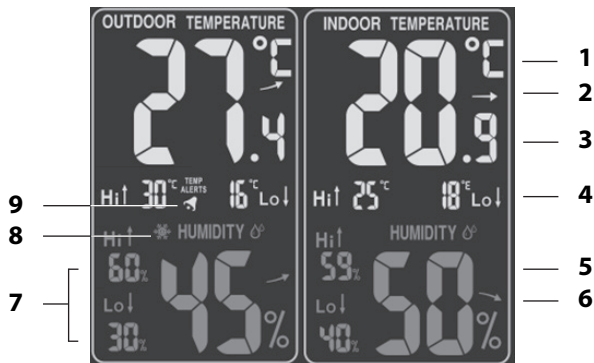 OUTDOOR TEMPERATURE
27.4 °C
Hi↑ 30°C TEMP ALERTS 16°C Lo↓
HUMIDITY
Hi↑
60%
45%
Lo↓
30%
INDOOR TEMPERATURE
20.9 °C
Hi↑ 25°C 18°E Lo↓
HUMIDITY
Hi↑
59%
50%
Lo↓
40%
1
2
3
4
5
6
7
8
9